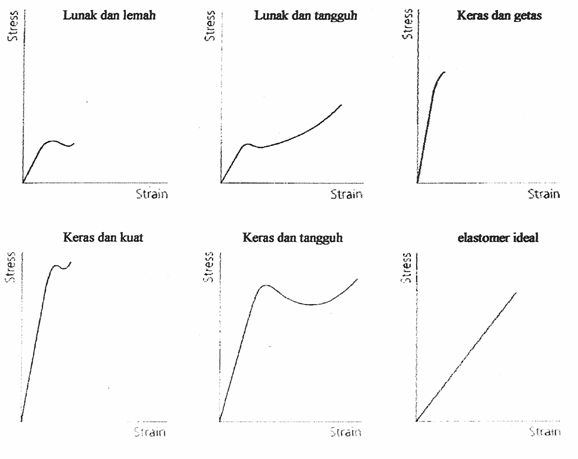 Lunak dan lemah
Stress
Strain
Lunak dan tangguh
Stress
Strain
Keras dan getas
Stress
Strain
Keras dan kuat
Stress
Strain
Keras dan tangguh
Stress
Strain
elastomer ideal
Stress
Strain